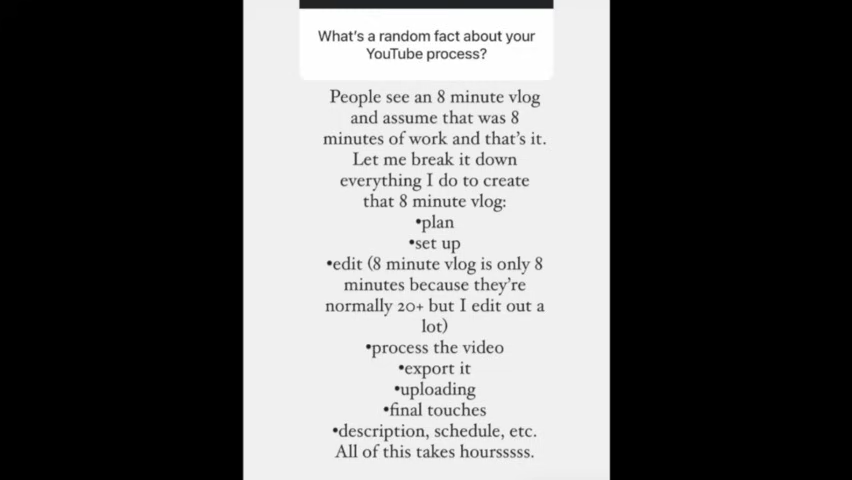 What's a random fact about your
YouTube process?
People see an 8 minute vlog
and assume that was 8
minutes of work and that's it.
Let me break it down
everything I do to create
that 8 minute vlog:
•plan
•set up
•edit (8 minute vlog is only 8
minutes because they're
normally 20+ but I edit out a
lot)
•process the video
•export it
•uploading
•final touches
•description, schedule, etc.
All of this takes hoursssss.